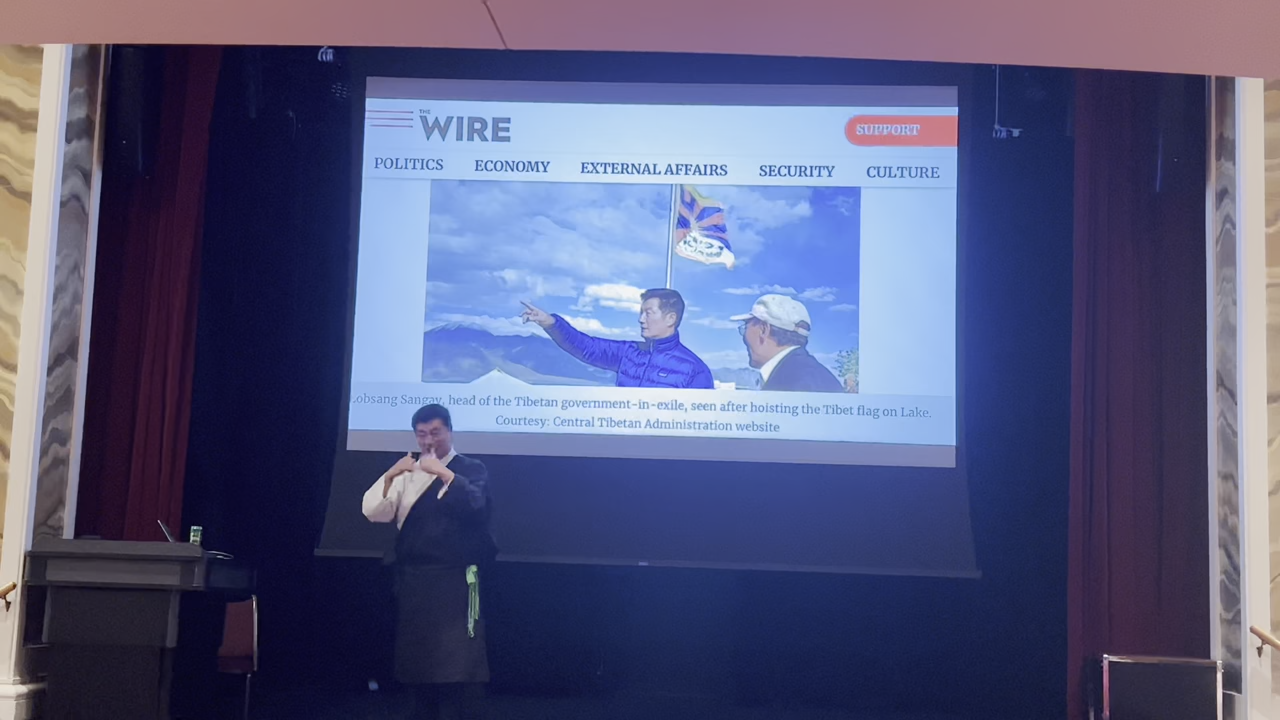 THE
WIRE
SUPPORT
POLITICS ECONOMY EXTERNAL AFFAIRS SECURITY CULTURE
Lobsang Sangay, head of the Tibetan government-in-exile, seen after hoisting the Tibet flag on Lake.
Courtesy: Central Tibetan Administration website